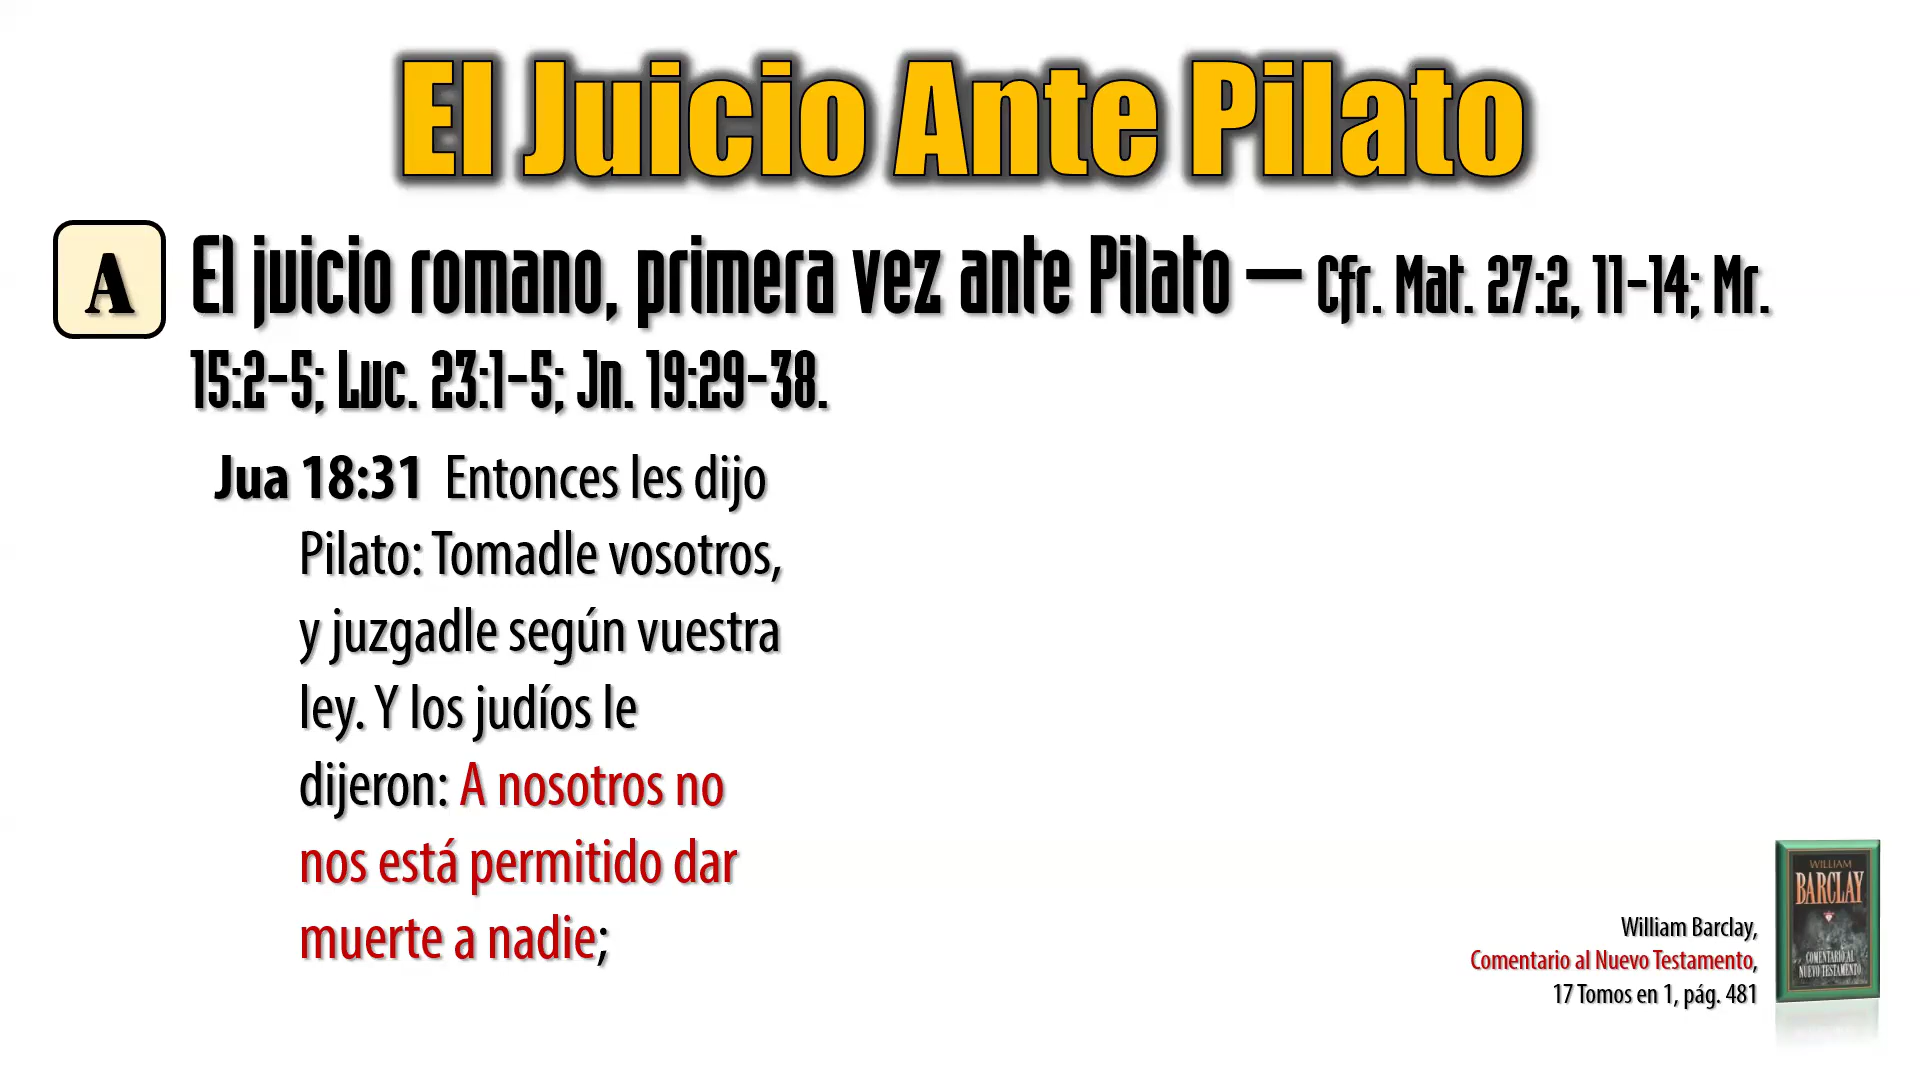 El Juicio Ante Pilato
A
El juicio romano, primera vez ante Pilato — Cfr. Mat. 27:2, 11-14; Mr.
15:2-5; Luc. 23:1-5; Jn. 19:29-38.
Jua 18:31 Entonces les dijo
Pilato: Tomadle vosotros,
y juzgadle según vuestra
ley. Y los judíos le
dijeron: A nosotros no
nos está permitido dar
muerte a nadie;
William Barclay,
Comentario al Nuevo Testamento,
17 Tomos en 1, pág. 481
WILLIAM
BARCLAY
COMENTARIO AL
NUEVO TESTAMENTO